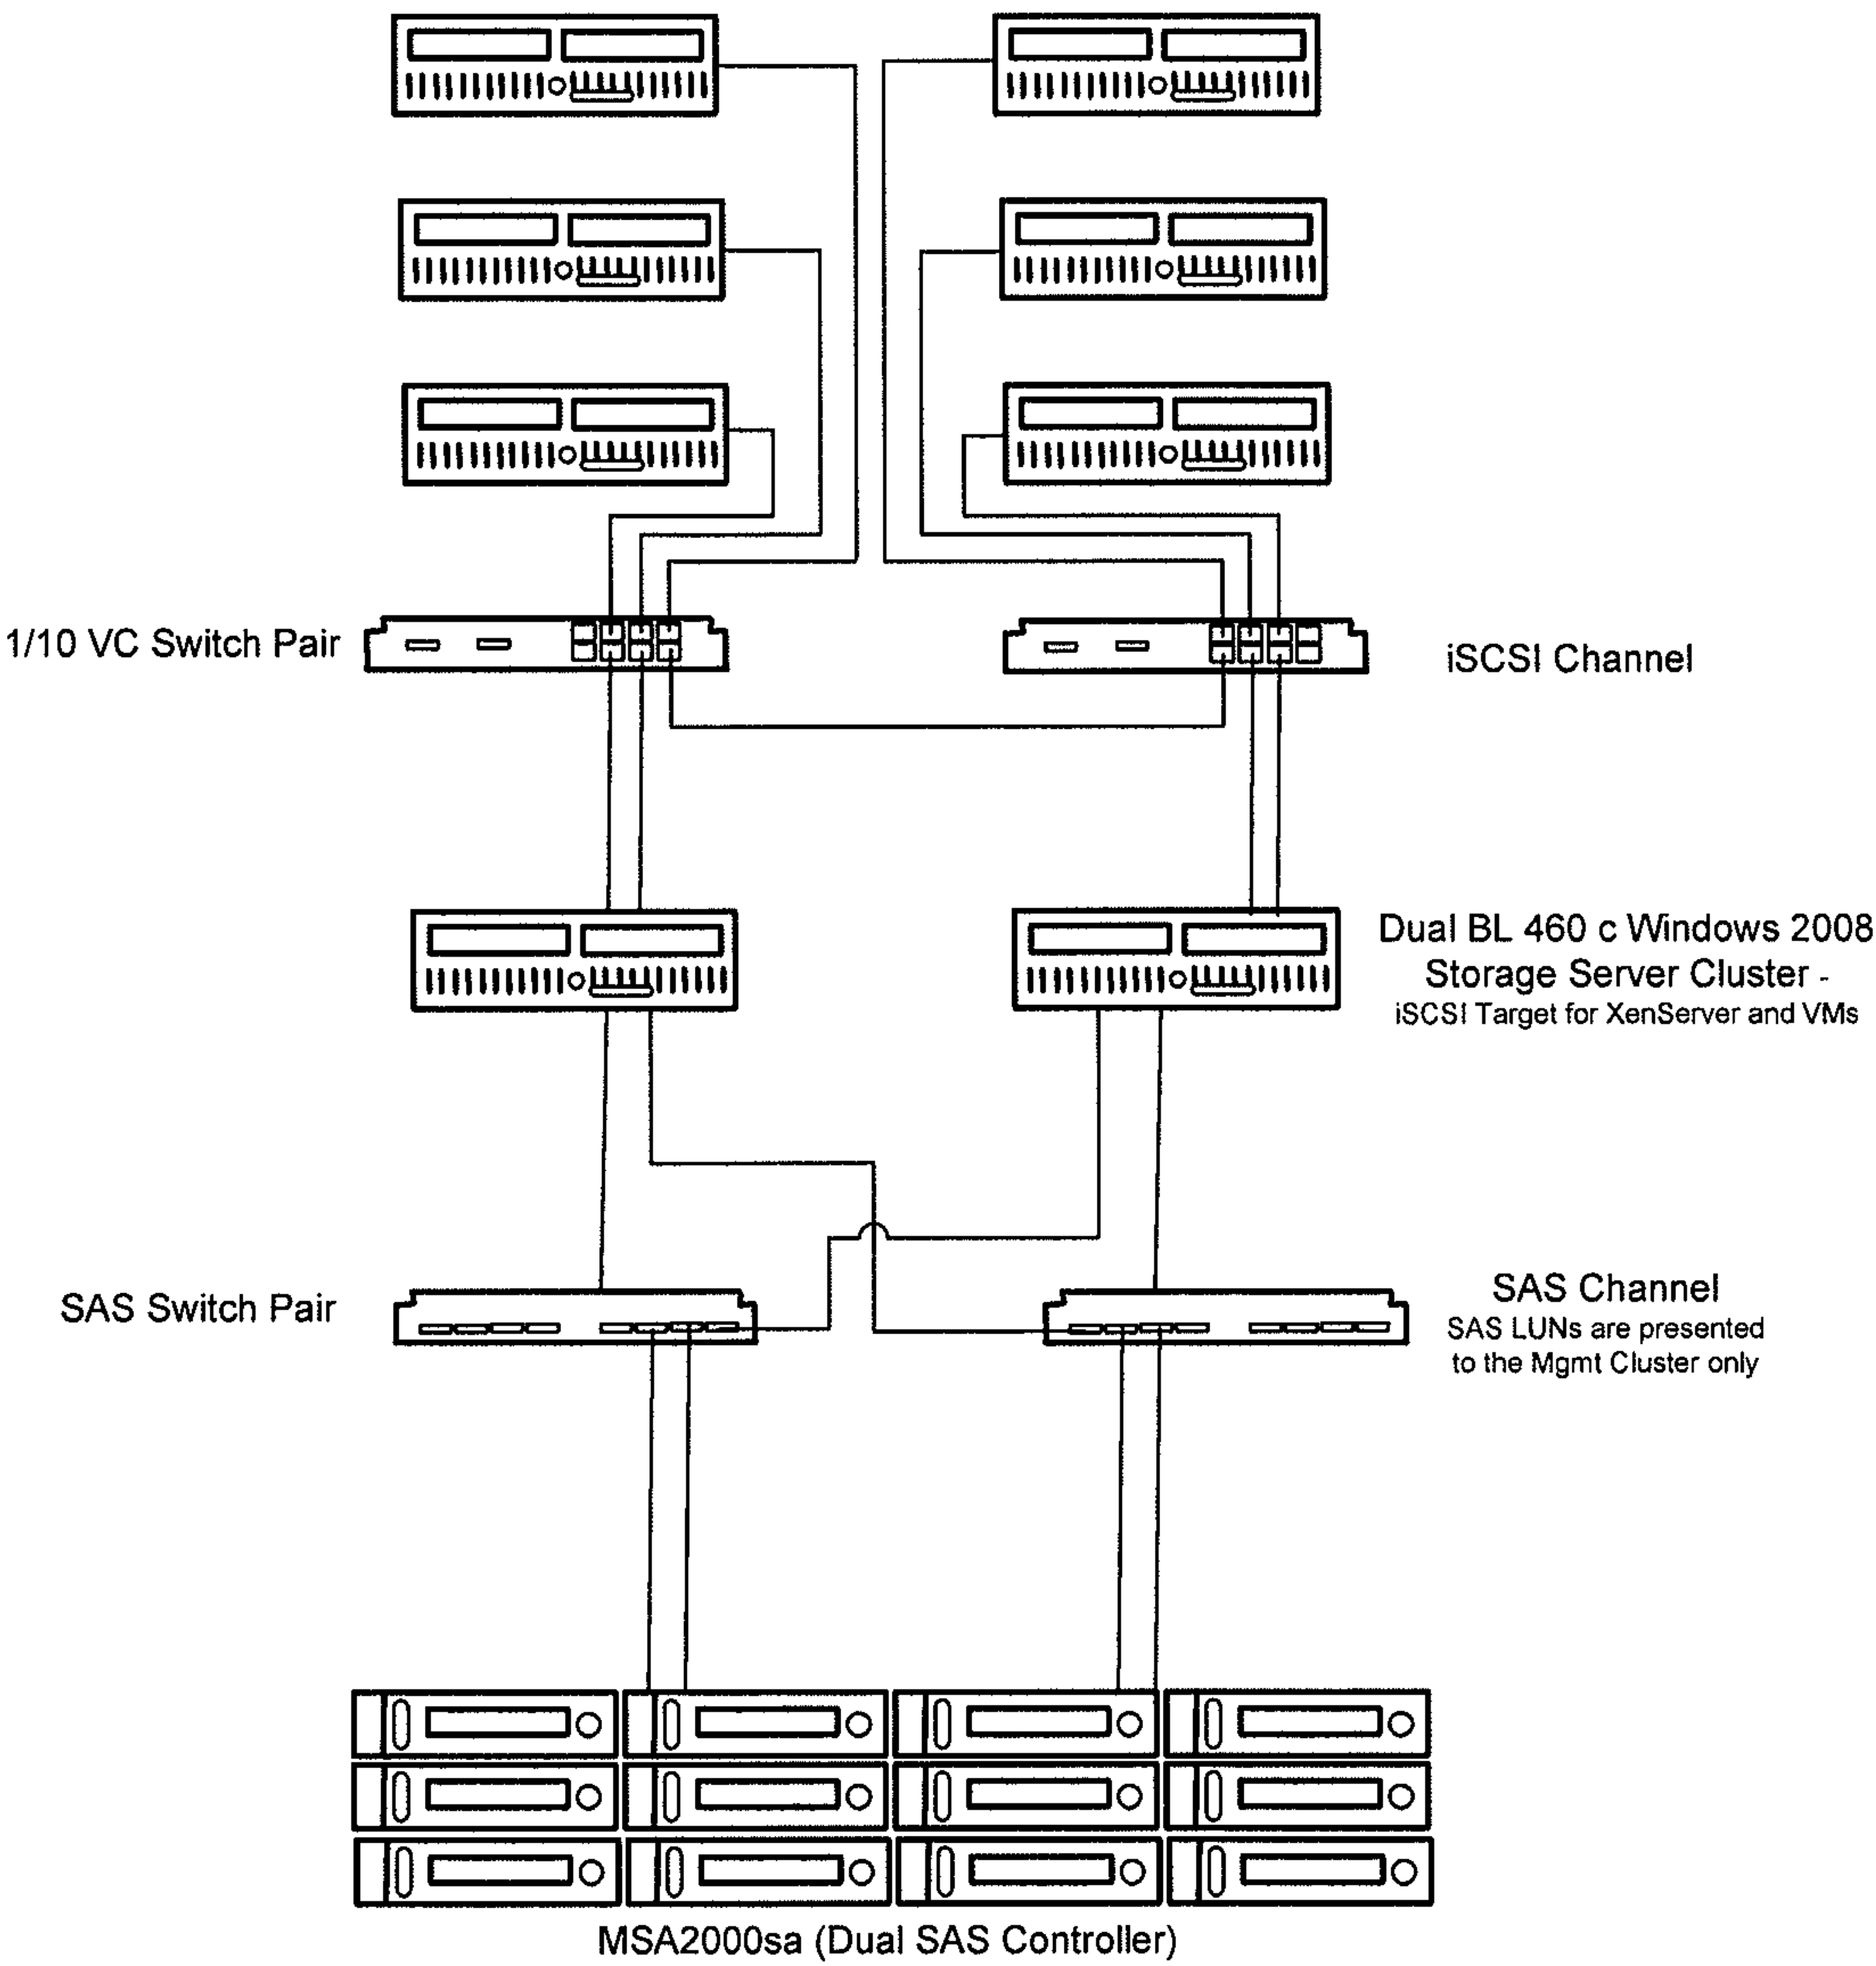 1/10 VC Switch Pair
iSCSI Channel
Dual BL 460 c Windows 2008
Storage Server Cluster -
iSCSI Target for XenServer and VMs
SAS Switch Pair
SAS Channel
SAS LUNs are presented
to the Mgmt Cluster only
MSA2000sa (Dual SAS Controller)